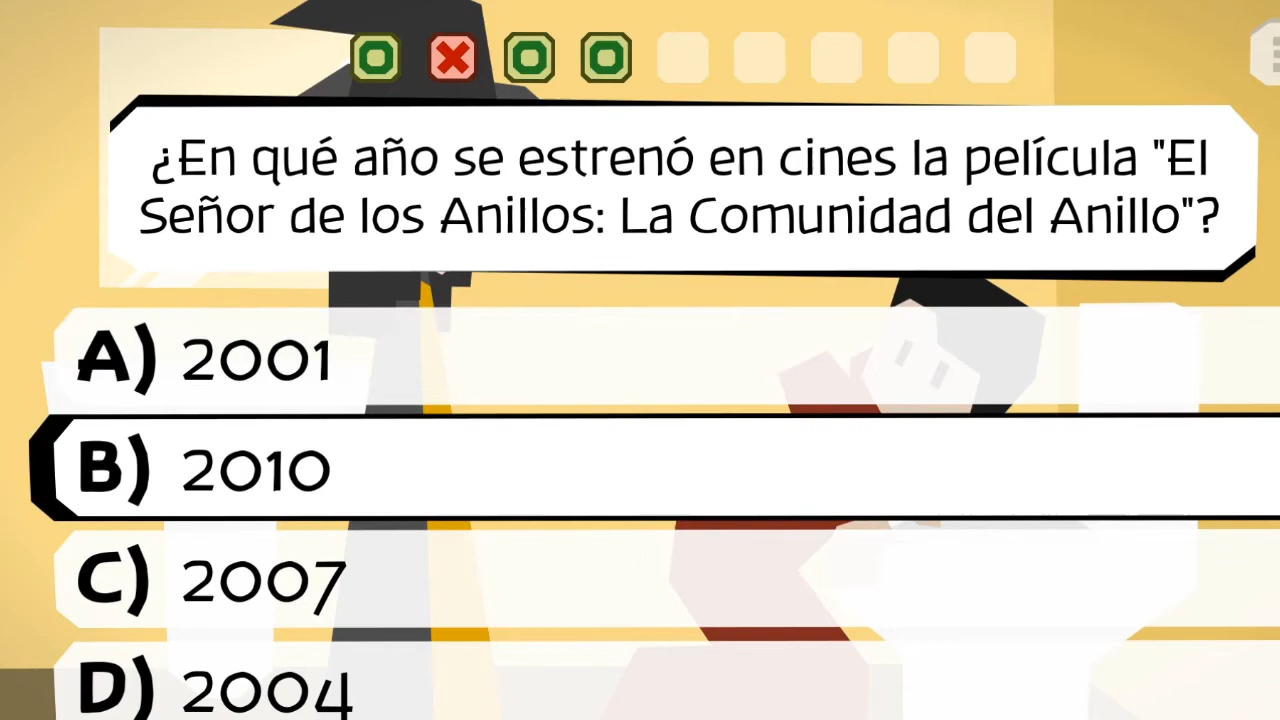 ¿En qué año se estrenó en cines la película "El
Señor de los Anillos: La Comunidad del Anillo"?
A) 2001
B) 2010
C) 2007
D) 2004